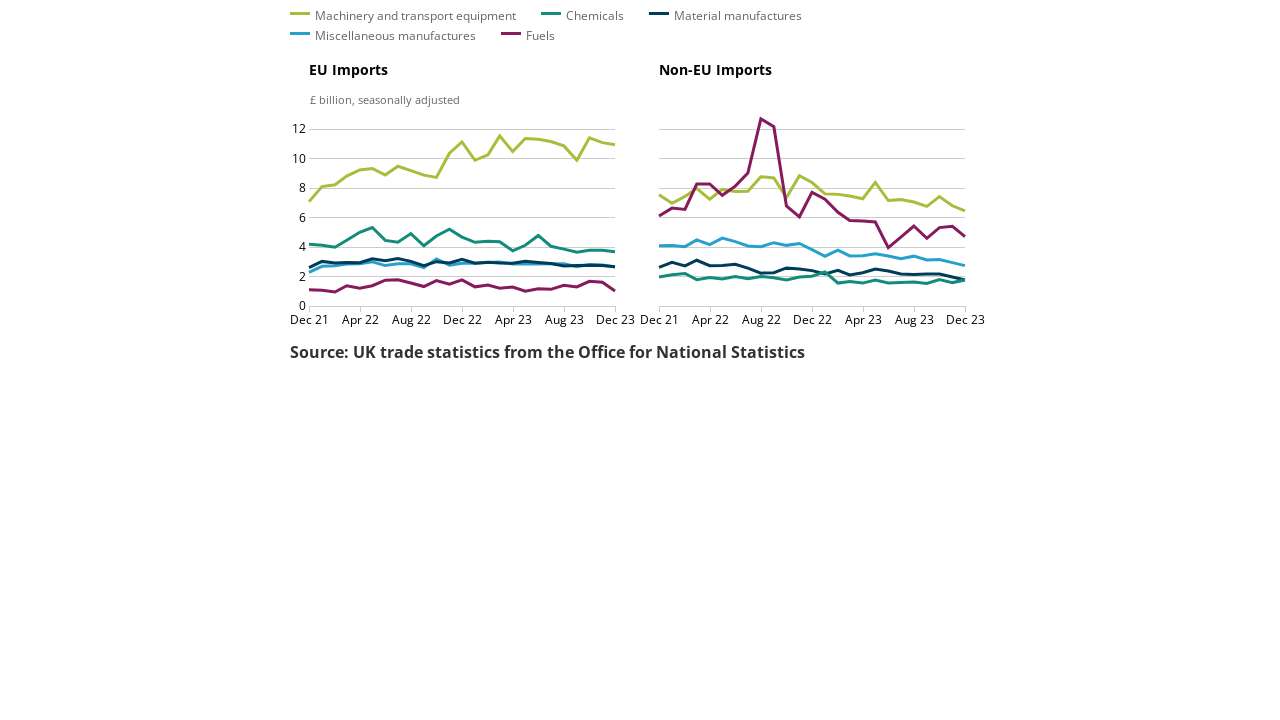 Machinery and transport equipment Chemicals Material manufactures
Miscellaneous manufactures Fuels
EU Imports Non-EU Imports
£ billion, seasonally adjusted
12
10
8
6
4
2
0
Dec 21 Apr 22 Aug 22 Dec 22 Apr 23 Aug 23 Dec 23 Dec 21 Apr 22 Aug 22 Dec 22 Apr 23 Aug 23 Dec 23
Source: UK trade statistics from the Office for National Statistics